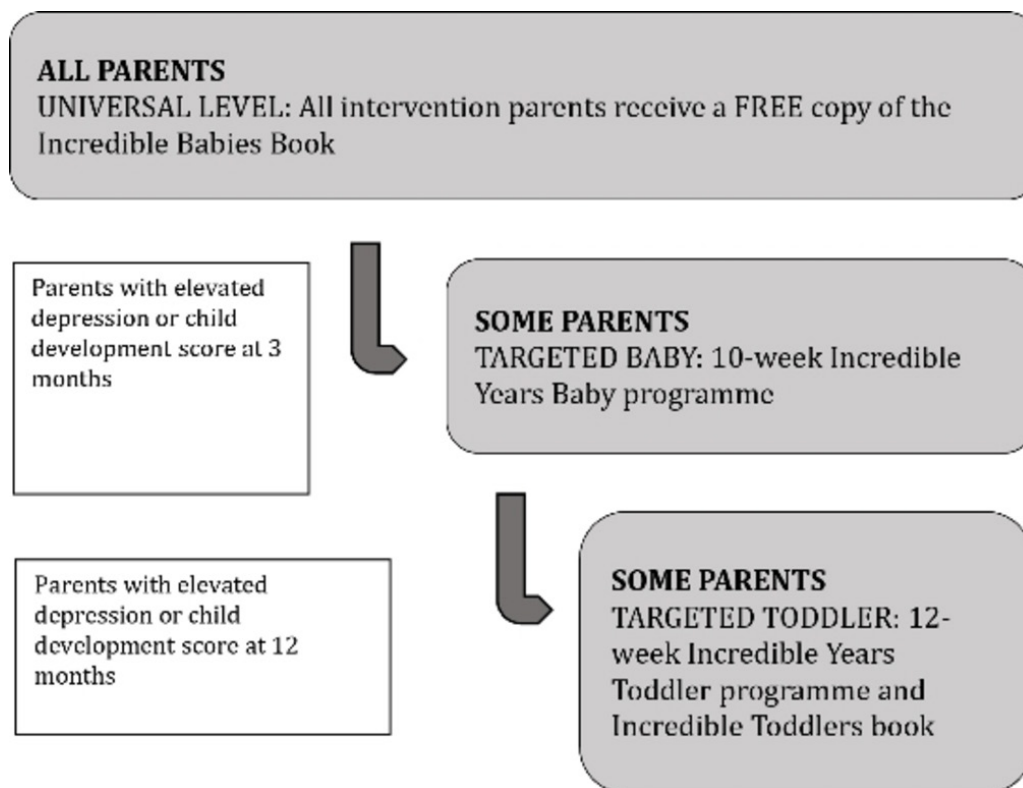 ALL PARENTS
UNIVERSAL LEVEL: All intervention parents receive a FREE copy of the
Incredible Babies Book
Parents with elevated
depression or child
development score at 3
months
SOME PARENTS
TARGETED BABY: 10-week Incredible
Years Baby programme
Parents with elevated
depression or child
development score at 12
months
SOME PARENTS
TARGETED TODDLER: 12-
week Incredible Years
Toddler programme and
Incredible Toddlers book